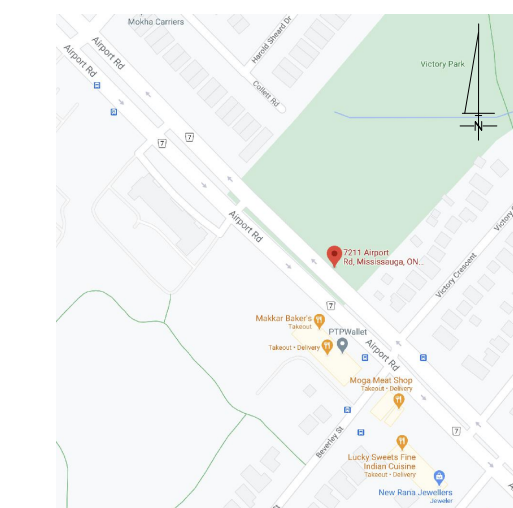 Mokha Carriers
Harold Sheard Dr
Airport Rd
Airport Rd
Collett Rd
Victory Park
N
7
7
Airport Rd
7211 Airport
Rd, Mississauga, ON...
Victory Crescent
Victory
7
Makkar Baker's
Takeout
PTPWallet
Takeout • Delivery
Airport Rd
Moga Meat Shop
Takeout • Delivery
Beverley St
7
Lucky Sweets Fine
Indian Cuisine
Takeout • Delivery
New Rana Jewellers
Jeweler